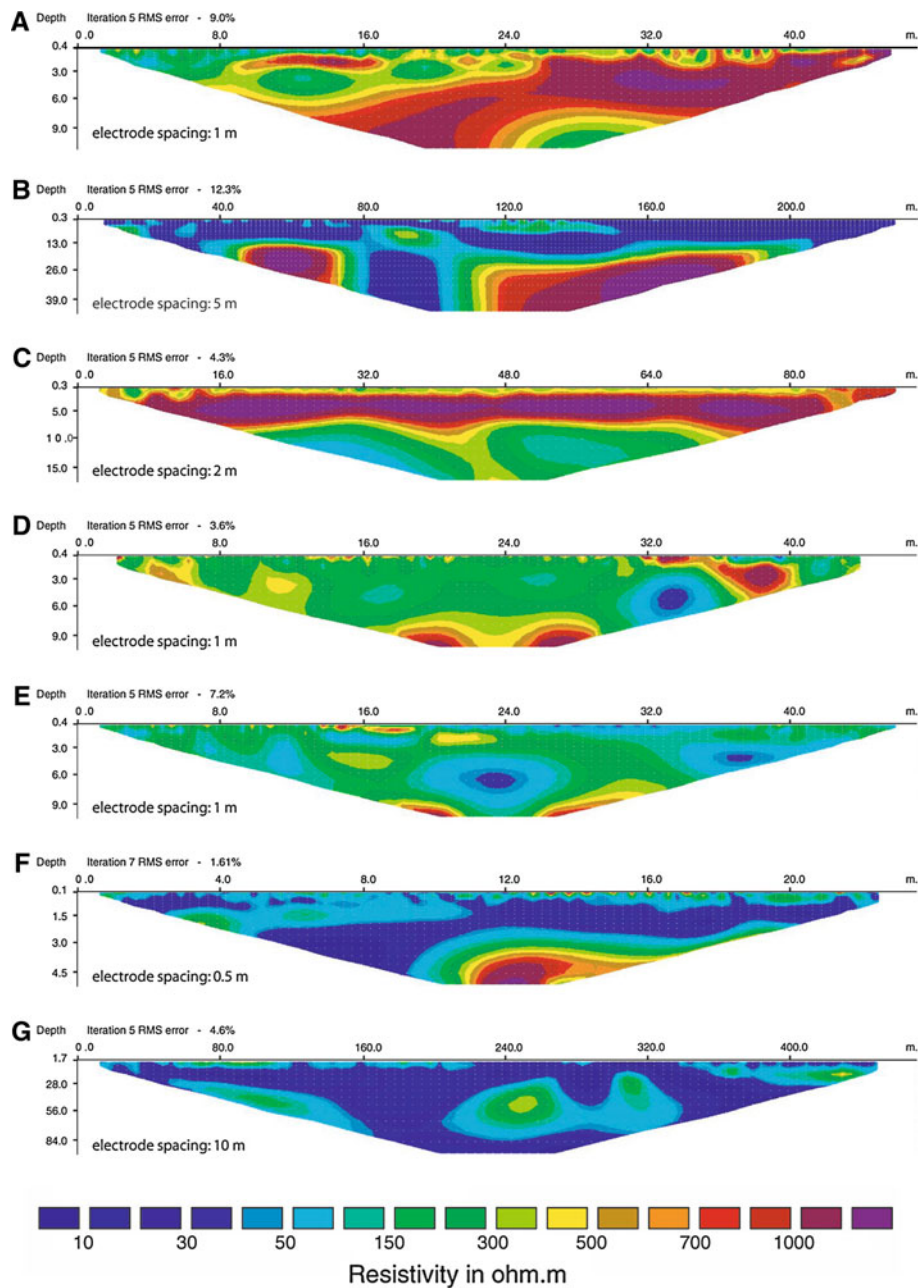 A Depth Iteration 5 RMS error - 9.0%
0 .0 8.0 16.0 24.0 32.0 40.0 m.
0.4
3.0
6.0
9.0
electrode spacing: 1 m
B Depth Iteration 5 RMS error - 12.3%
0 .0 40.0 80.0 120.0 160.0 200.0 m.
0.3
13.0
26.0
39.0
electrode spacing: 5 m
C Depth Iteration 5 RMS error - 4.3%
0 .0 16.0 32.0 48.0 64.0 80.0 m.
0.3
5.0
1 0 .0
15.0
electrode spacing: 2 m
D Depth Iteration 5 RMS error - 3.6%
0 .0 8.0 16.0 24.0 32.0 40.0 m.
0.4
3.0
6.0
9.0
electrode spacing: 1 m
E Depth Iteration 5 RMS error - 7.2%
0 .0 8.0 16.0 24.0 32.0 40.0 m.
0.4
3.0
6.0
9.0
electrode spacing: 1 m
F Depth Iteration 7 RMS error - 1.61%
0 .0 4.0 8.0 12.0 16.0 20.0 m.
0.1
1.5
3.0
4.5
electrode spacing: 0.5 m
G Depth Iteration 5 RMS error - 4.6%
0 .0 80.0 160.0 240.0 320.0 400.0 m.
1.7
28.0
56.0
84.0
electrode spacing: 10 m
10 30 50 150 300 500 700 1000
Resistivity in ohm.m